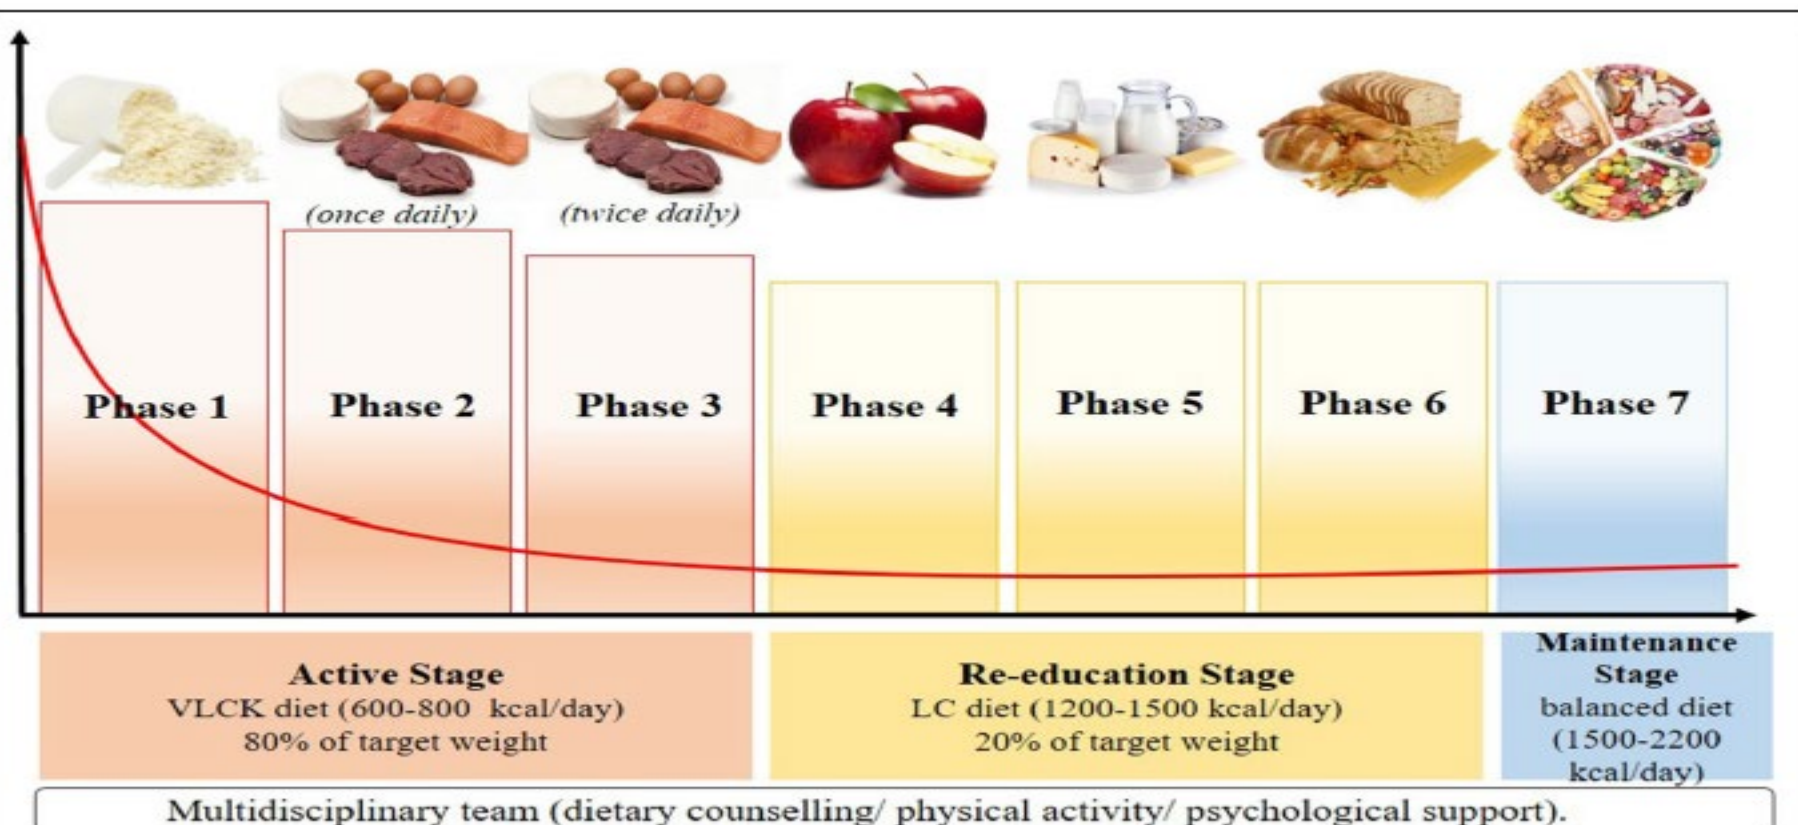 (once daily)
(twice daily)
Phase 1
Phase 2
Phase 3
Phase 4
Phase 5
Phase 6
Phase 7
Active Stage
VLCK diet (600-800 kcal/day)
80% of target weight
Re-education Stage
LC diet (1200-1500 kcal/day)
20% of target weight
Maintenance
Stage
balanced diet
(1500-2200
kcal/day)
Multidisciplinary team (dietary counselling/ physical activity/ psychological support).